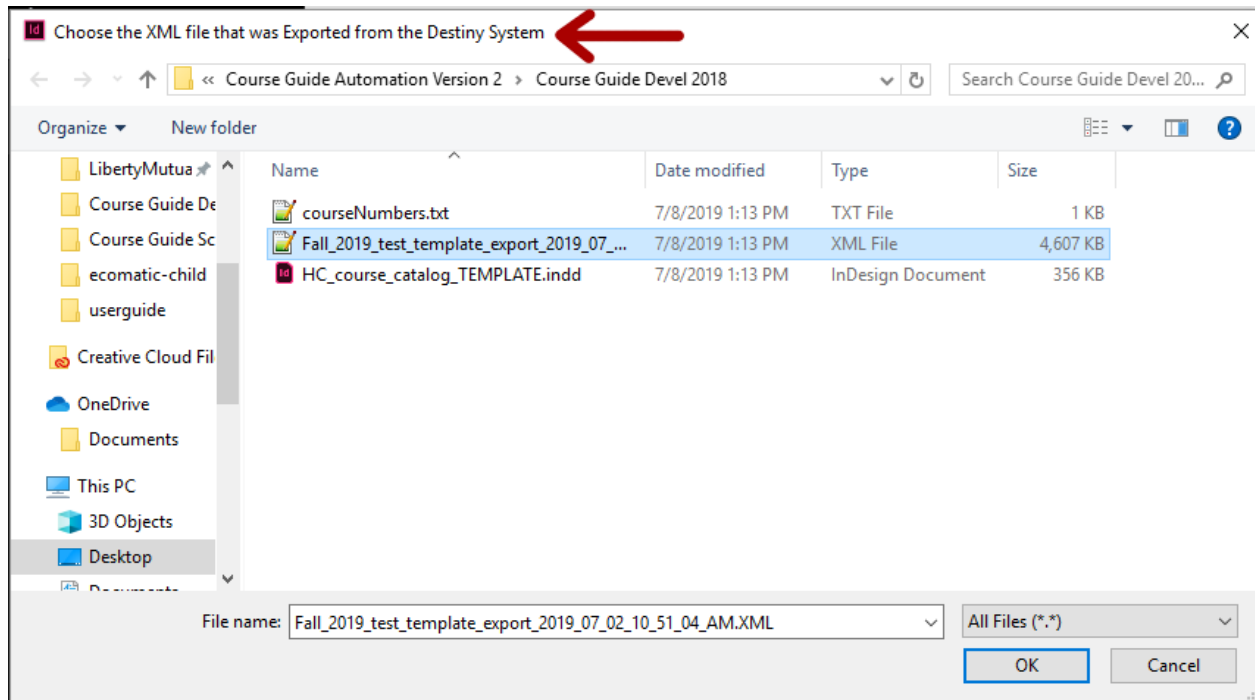 Id Choose the XML file that was Exported from the Destiny System
« Course Guide Automation Version 2 > Course Guide Devel 2018 Search Course Guide Devel 20...
Organize New folder ?
Name Date modified Type Size
LibertyMutua
Course Guide De
Course Guide Sc
ecomatic-child
userguide
Creative Cloud Fil
OneDrive
Documents
This PC
3D Objects
Desktop
courseNumbers.txt 7/8/2019 1:13 PM TXT File 1 KB
Fall_2019_test_template_export_2019_07_... 7/8/2019 1:13 PM XML File 4,607 KB
Id HC_course_catalog_TEMPLATE.indd 7/8/2019 1:13 PM InDesign Document 356 KB
File name: Fall_2019_test_template_export_2019_07_02_10_51_04_AM.XML All Files (*.*)
OK Cancel